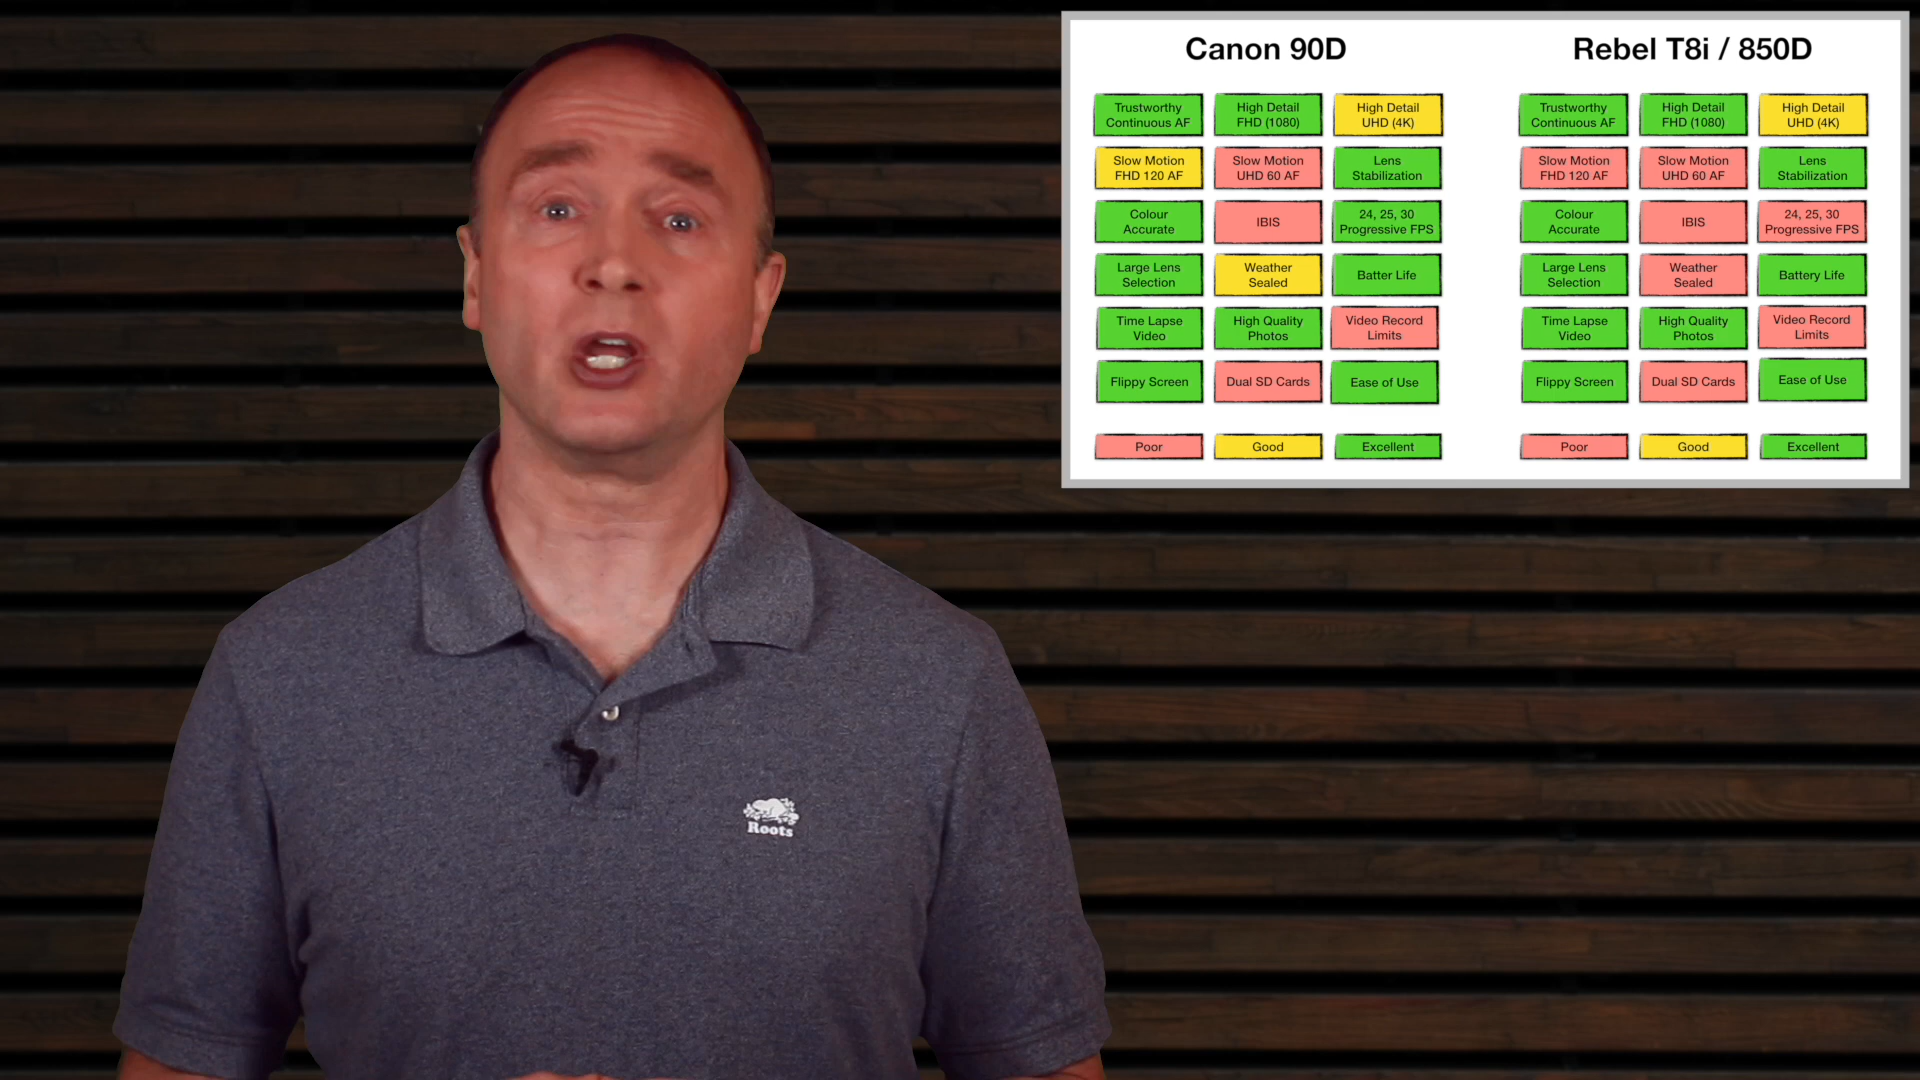 Canon 90D
Trustworthy
Continuous AF
High Detail
FHD (1080)
High Detail
UHD (4K)
Slow Motion
FHD 120 AF
Slow Motion
UHD 60 AF
Lens
Stabilization
Colour
Accurate
IBIS
24, 25, 30
Progressive FPS
Large Lens
Selection
Weather
Sealed
Batter Life
Time Lapse
Video
High Quality
Photos
Video Record
Limits
Flippy Screen
Dual SD Cards
Ease of Use
Poor
Good
Excellent
Rebel T8i / 850D
Trustworthy
Continuous AF
High Detail
FHD (1080)
High Detail
UHD (4K)
Slow Motion
FHD 120 AF
Slow Motion
UHD 60 AF
Lens
Stabilization
Colour
Accurate
IBIS
24, 25, 30
Progressive FPS
Large Lens
Selection
Weather
Sealed
Battery Life
Time Lapse
Video
High Quality
Photos
Video Record
Limits
Flippy Screen
Dual SD Cards
Ease of Use
Poor
Good
Excellent
Roots